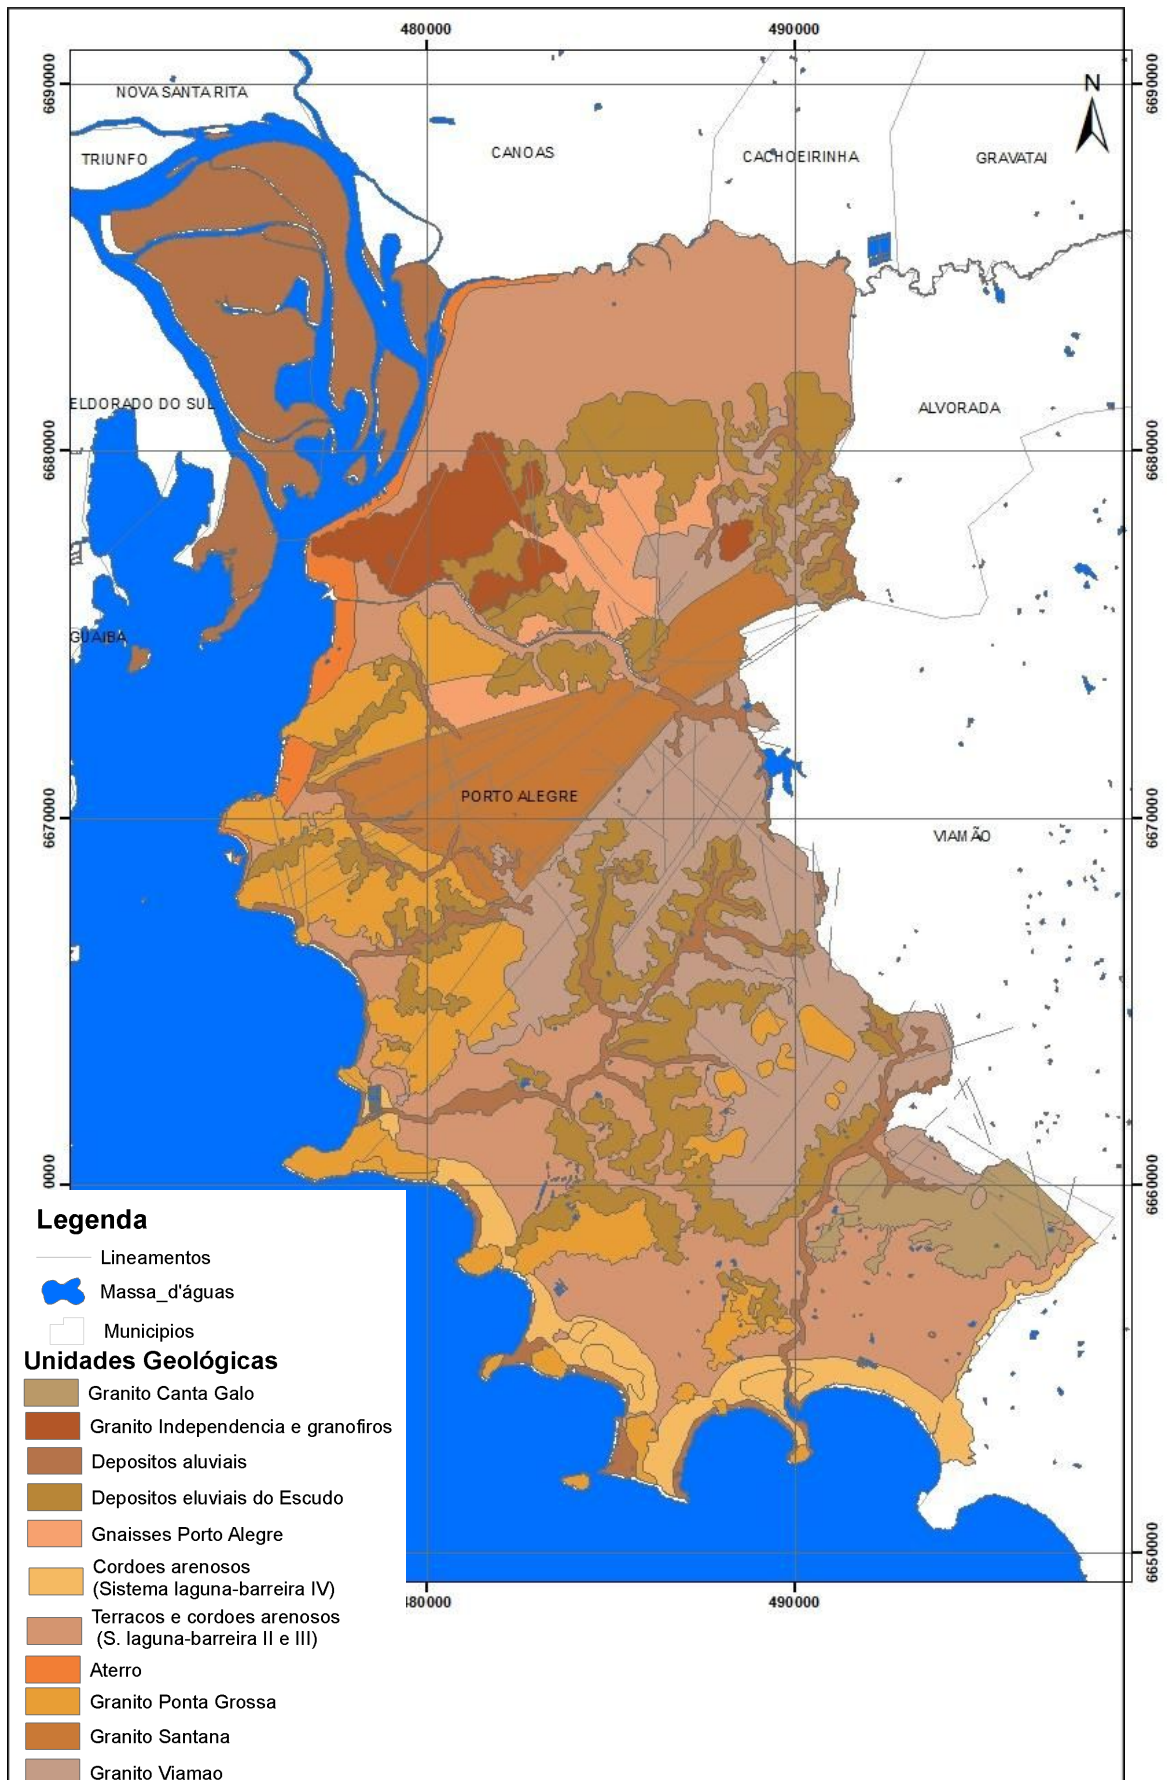 480000
490000
6690000
6690000
N
NOVA SANTA RITA
TRIUNFO
CANOAS
CACHOEIRINHA
GRAVATAI
ELDORADO DO SUL
ALVORADA
6680000
6680000
GUAIBA
PORTO ALEGRE
6670000
6670000
VIAMÃO
0000
6660000
6650000
480000
490000
Legenda
Lineamentos
Massa_d'águas
Municipios
Unidades Geológicas
Granito Canta Galo
Granito Independencia e granofiros
Depositos aluviais
Depositos eluviais do Escudo
Gnaisses Porto Alegre
Cordoes arenosos
(Sistema laguna-barreira IV)
Terracos e cordoes arenosos
(S. laguna-barreira II e III)
Aterro
Granito Ponta Grossa
Granito Santana
Granito Viamao